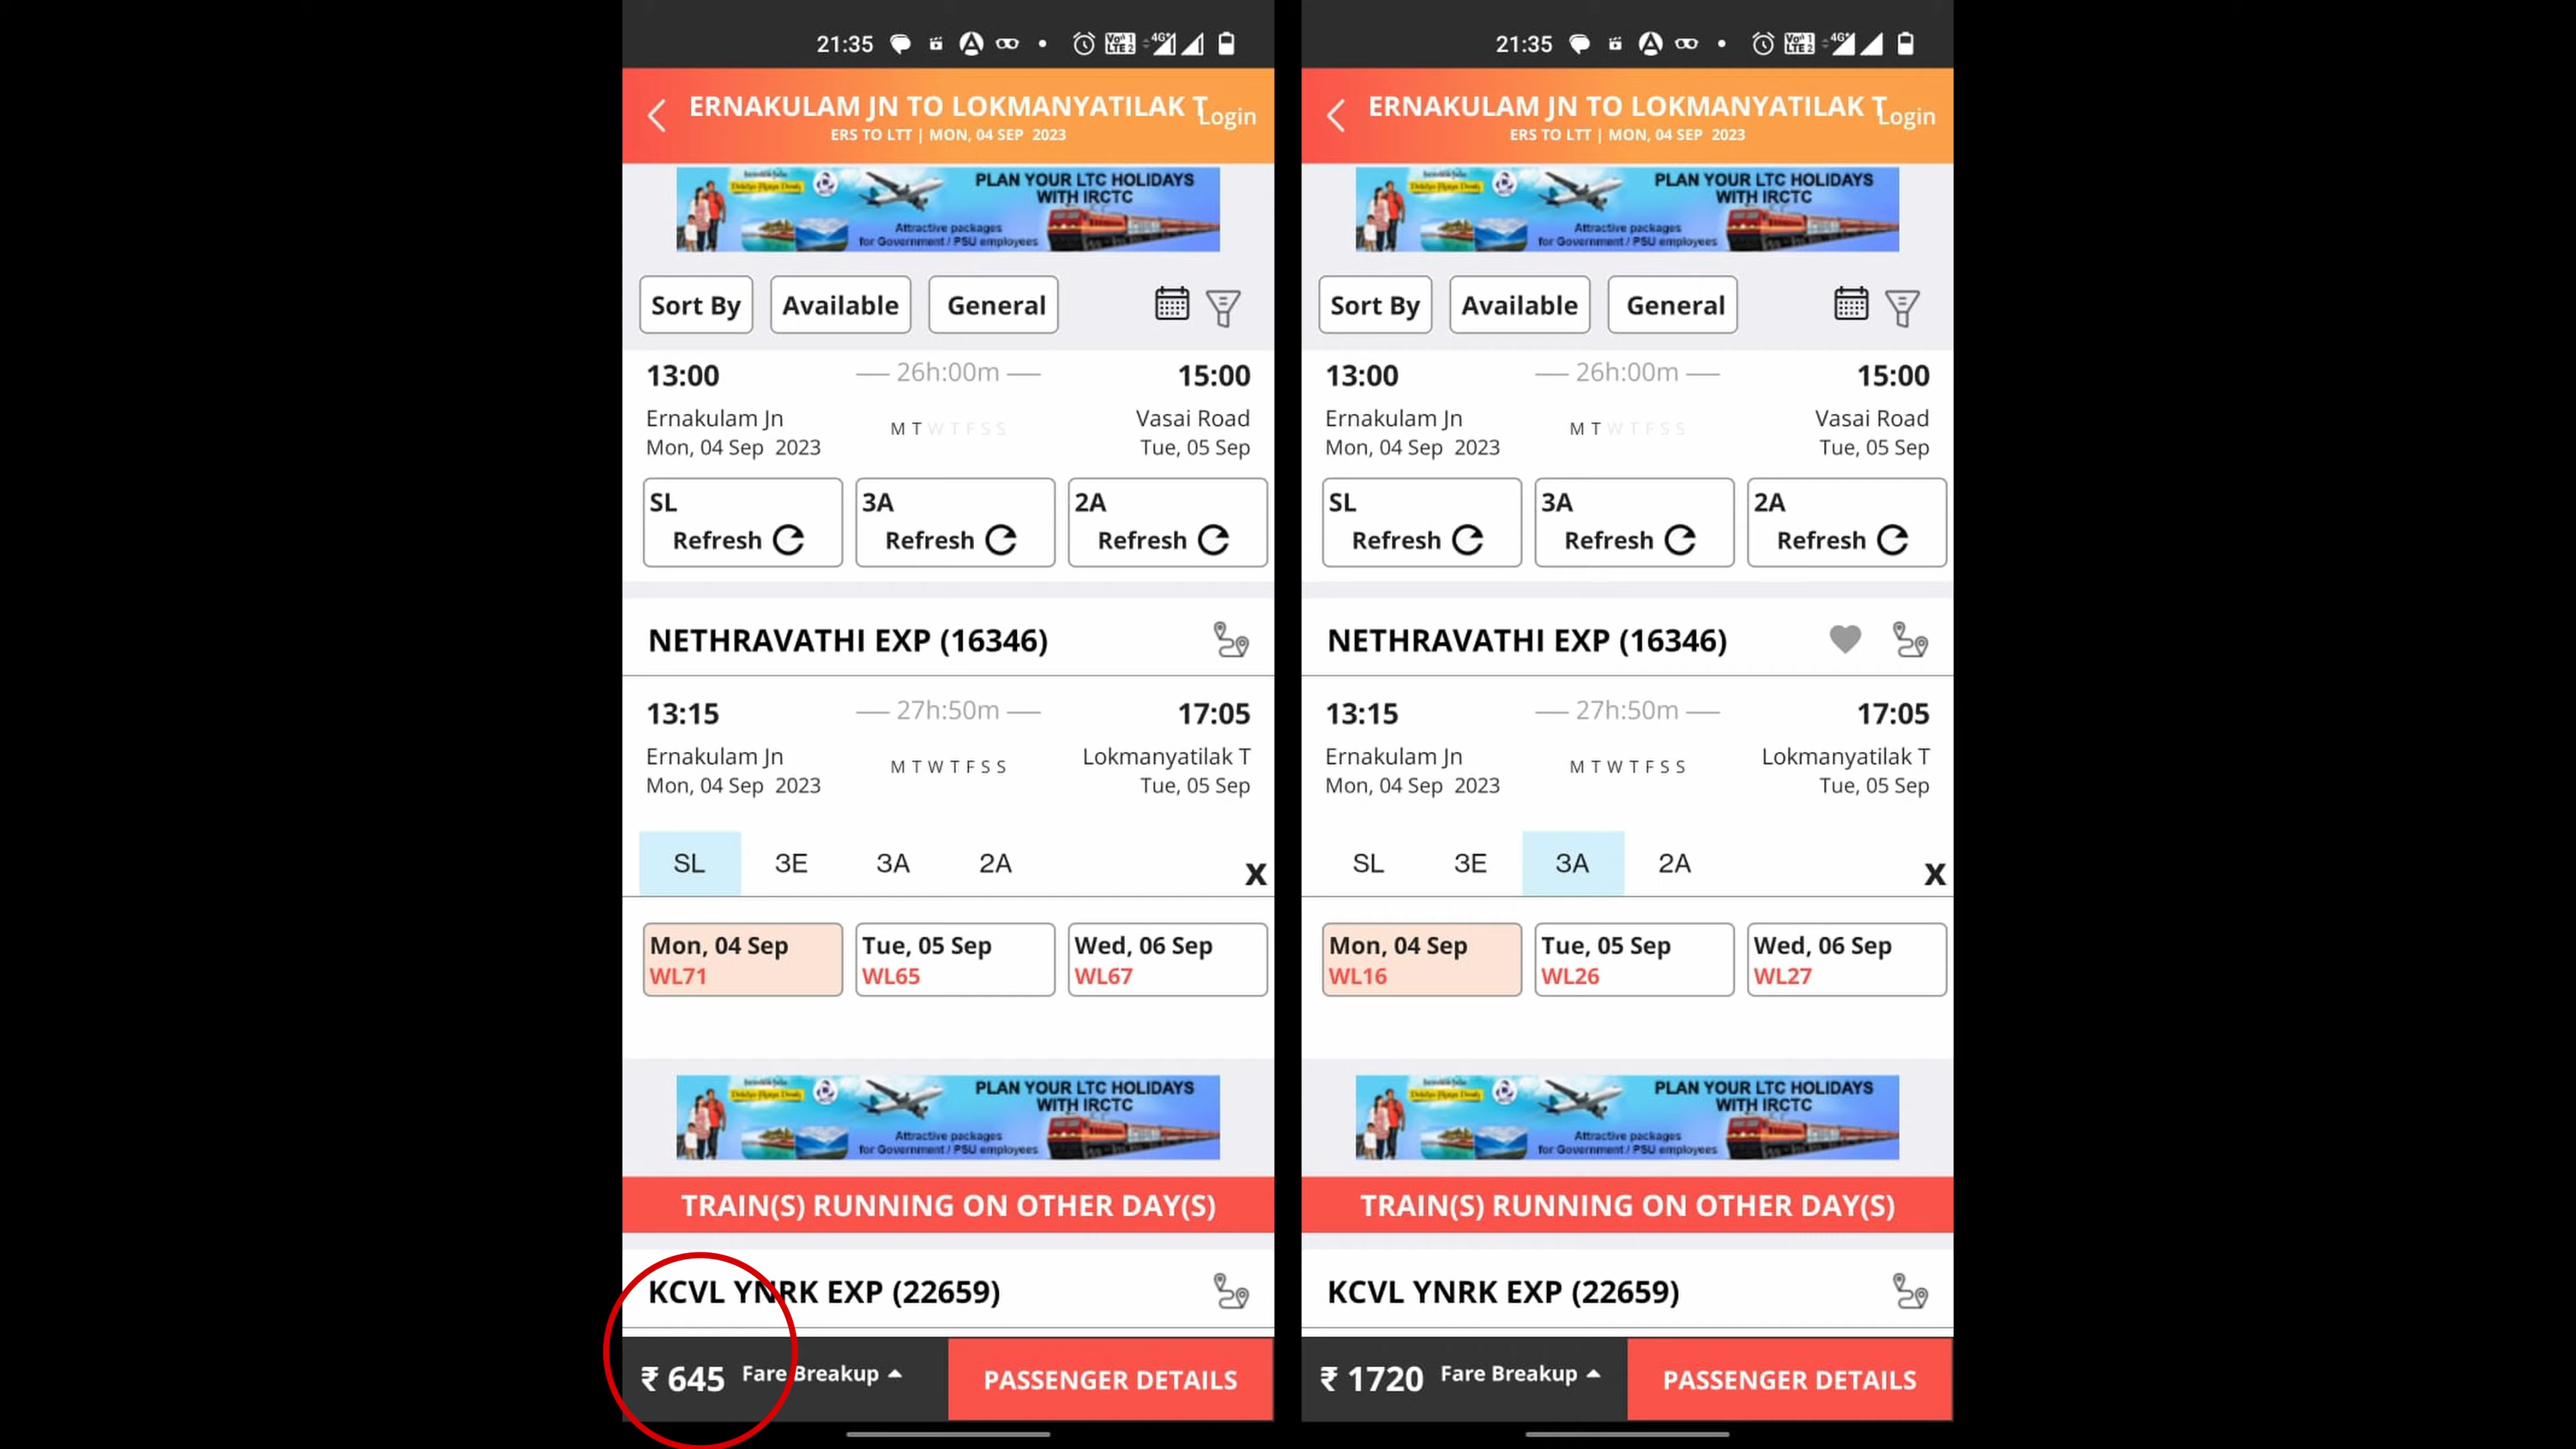 21:35
VoD 1 LTE 2 4G+
ERNAKULAM JN TO LOKMANYATILAK T
Login
ERS TO LTT | MON, 04 SEP 2023
PLAN YOUR LTC HOLIDAYS
WITH IRCTC
Attractive packages
for Government / PSU employees
Sort By Available General
13:00 26h:00m 15:00
Ernakulam Jn M T W T F S S Vasai Road
Mon, 04 Sep 2023 Tue, 05 Sep
SL 3A 2A
Refresh Refresh Refresh
NETHRAVATHI EXP (16346)
13:15 27h:50m 17:05
Ernakulam Jn M T W T F S S Lokmanyatilak T
Mon, 04 Sep 2023 Tue, 05 Sep
SL 3E 3A 2A X
Mon, 04 Sep Tue, 05 Sep Wed, 06 Sep
WL71 WL65 WL67
PLAN YOUR LTC HOLIDAYS
WITH IRCTC
Attractive packages
for Government / PSU employees
TRAIN(S) RUNNING ON OTHER DAY(S)
KCVL YNRK EXP (22659)
₹ 645 Fare Breakup PASSENGER DETAILS
21:35
LTE 2 4G+
ERNAKULAM JN TO LOKMANYATILAK T
Login
ERS TO LTT | MON, 04 SEP 2023
PLAN YOUR LTC HOLIDAYS
WITH IRCTC
Attractive packages
for Government / PSU employees
Sort By Available General
13:00 26h:00m 15:00
Ernakulam Jn M T W T F S S Vasai Road
Mon, 04 Sep 2023 Tue, 05 Sep
SL 3A 2A
Refresh Refresh Refresh
NETHRAVATHI EXP (16346)
13:15 27h:50m 17:05
Ernakulam Jn M T W T F S S Lokmanyatilak T
Mon, 04 Sep 2023 Tue, 05 Sep
SL 3E 3A 2A X
Mon, 04 Sep Tue, 05 Sep Wed, 06 Sep
WL16 WL26 WL27
PLAN YOUR LTC HOLIDAYS
WITH IRCTC
Attractive packages
for Government / PSU employees
TRAIN(S) RUNNING ON OTHER DAY(S)
KCVL YNRK EXP (22659)
₹ 1720 Fare Breakup PASSENGER DETAILS